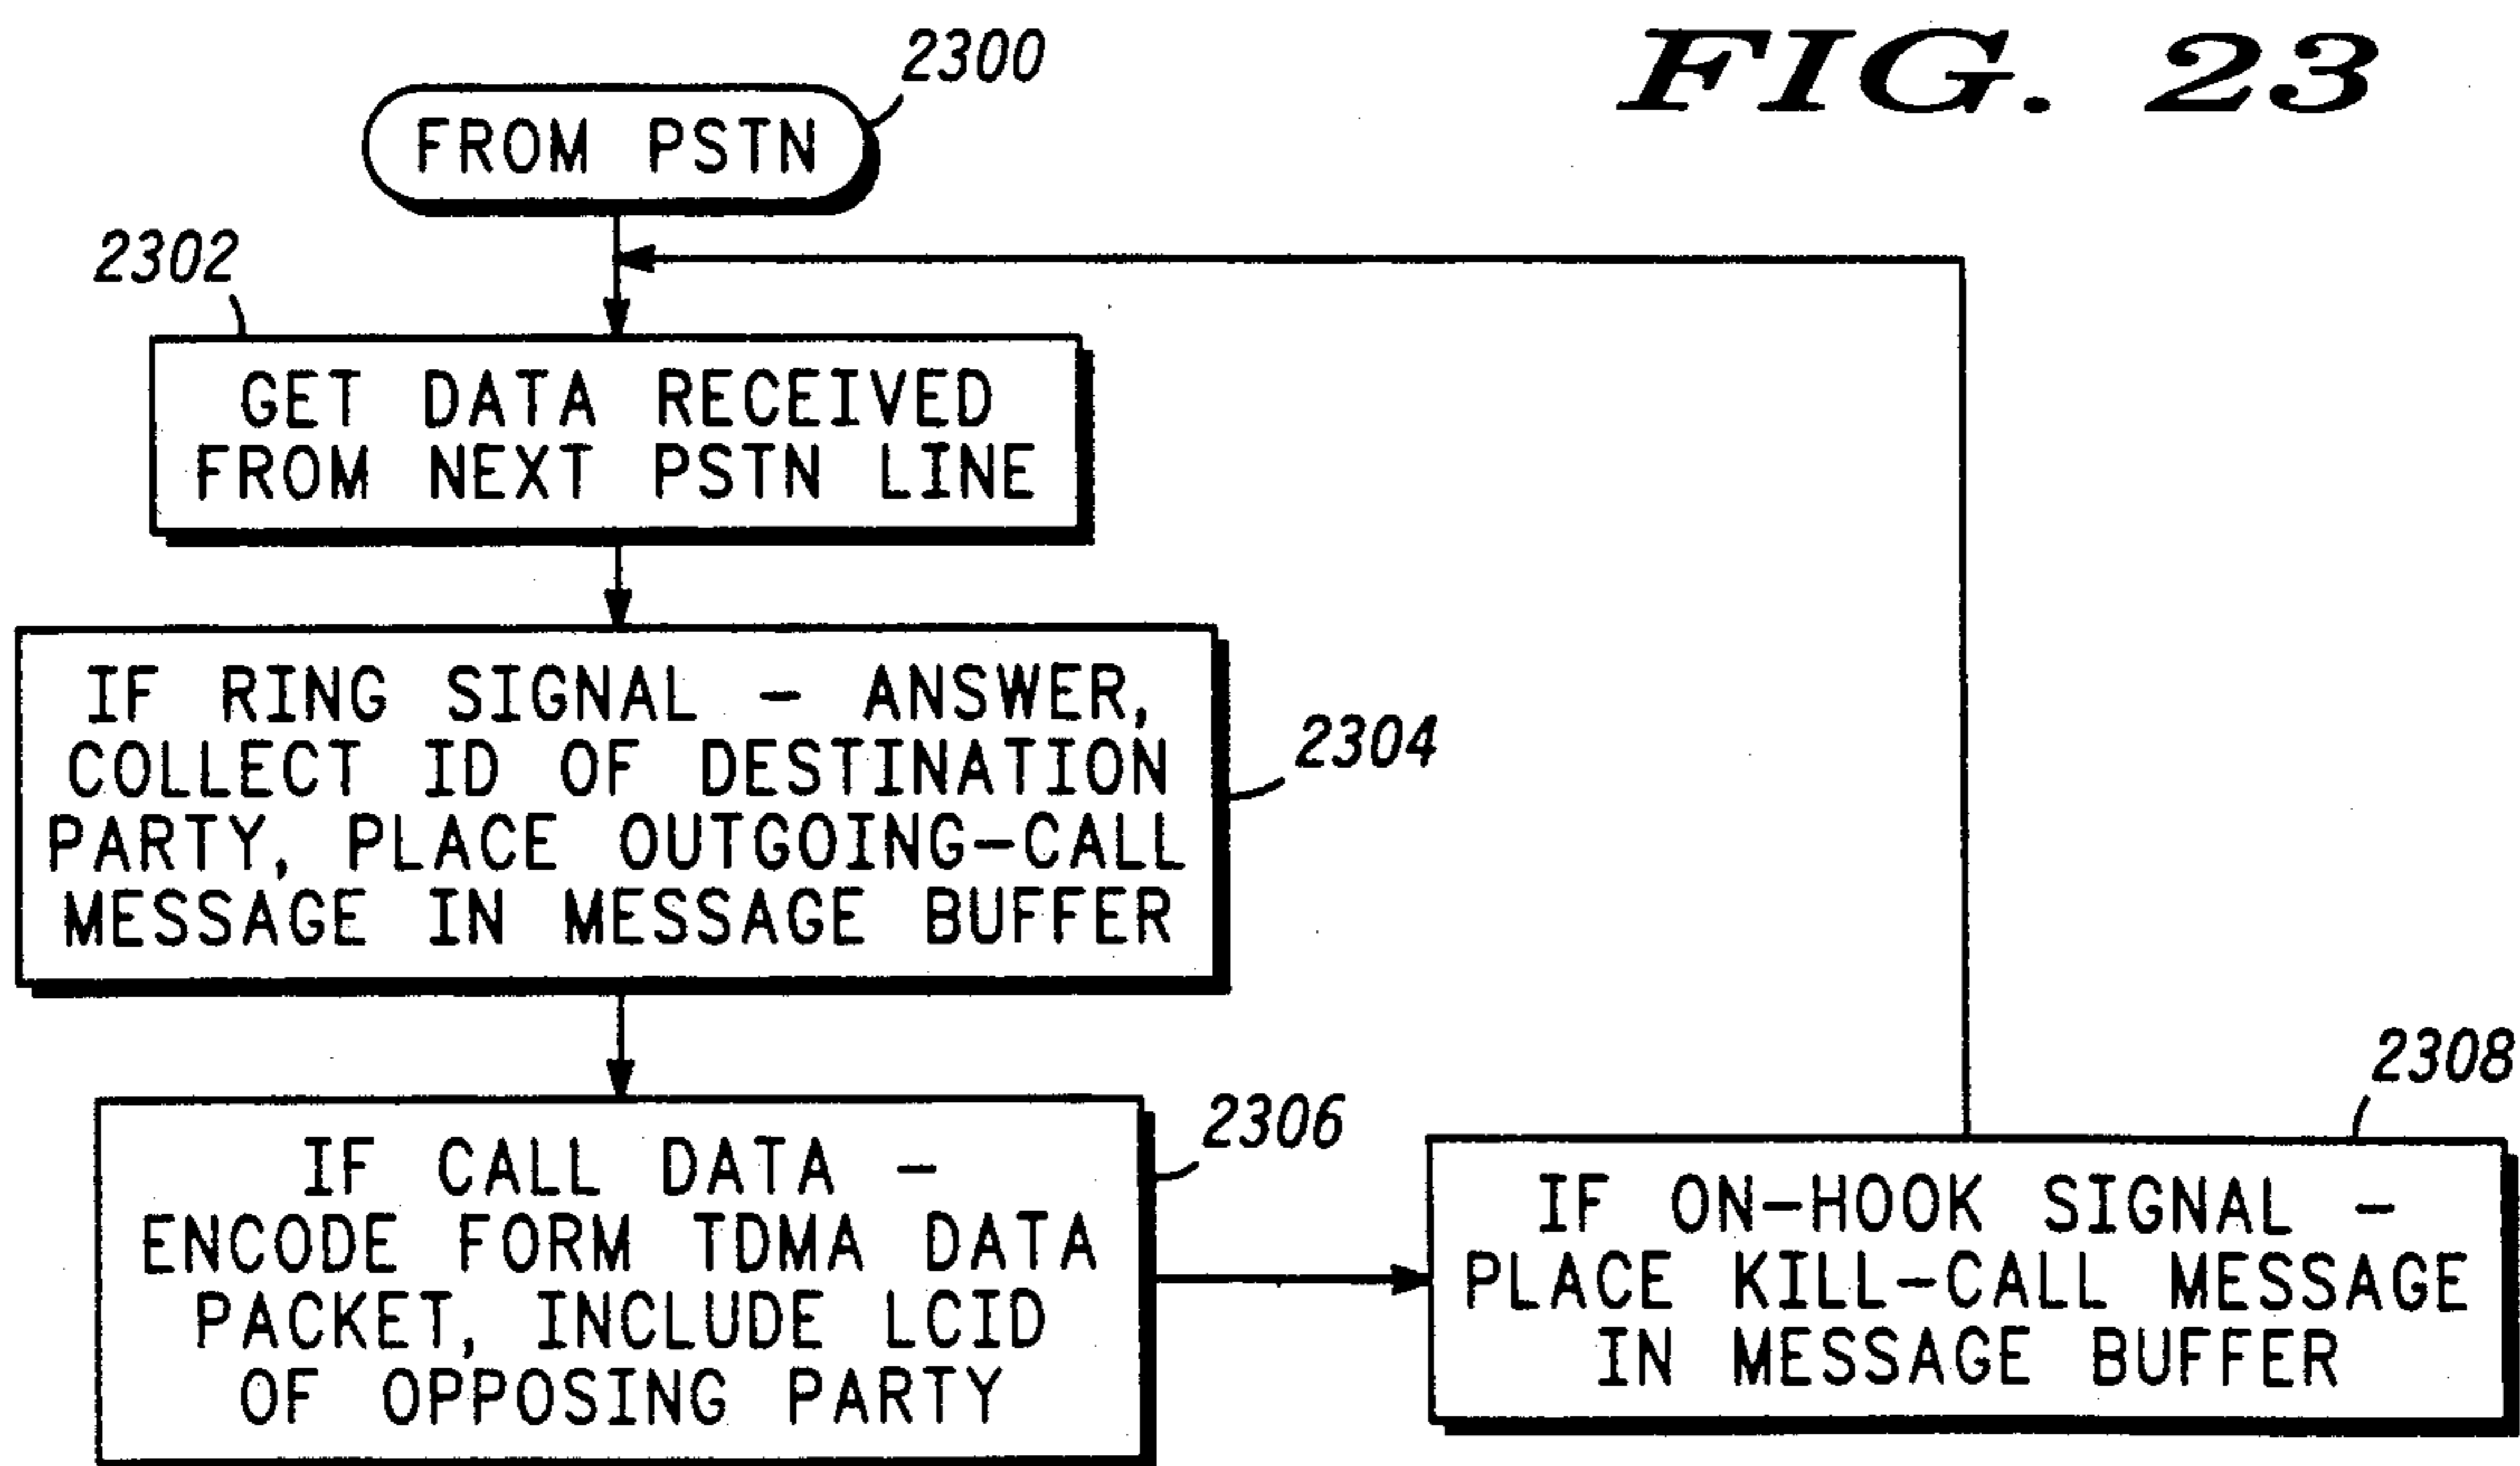 FIG. 23
2300
FROM PSTN
2302
GET DATA RECEIVED
FROM NEXT PSTN LINE
IF RING SIGNAL - ANSWER,
COLLECT ID OF DESTINATION
PARTY, PLACE OUTGOING-CALL
MESSAGE IN MESSAGE BUFFER
2304
IF CALL DATA -
ENCODE FORM TDMA DATA
PACKET, INCLUDE LCID
OF OPPOSING PARTY
2306
2308
IF ON-HOOK SIGNAL -
PLACE KILL-CALL MESSAGE
IN MESSAGE BUFFER